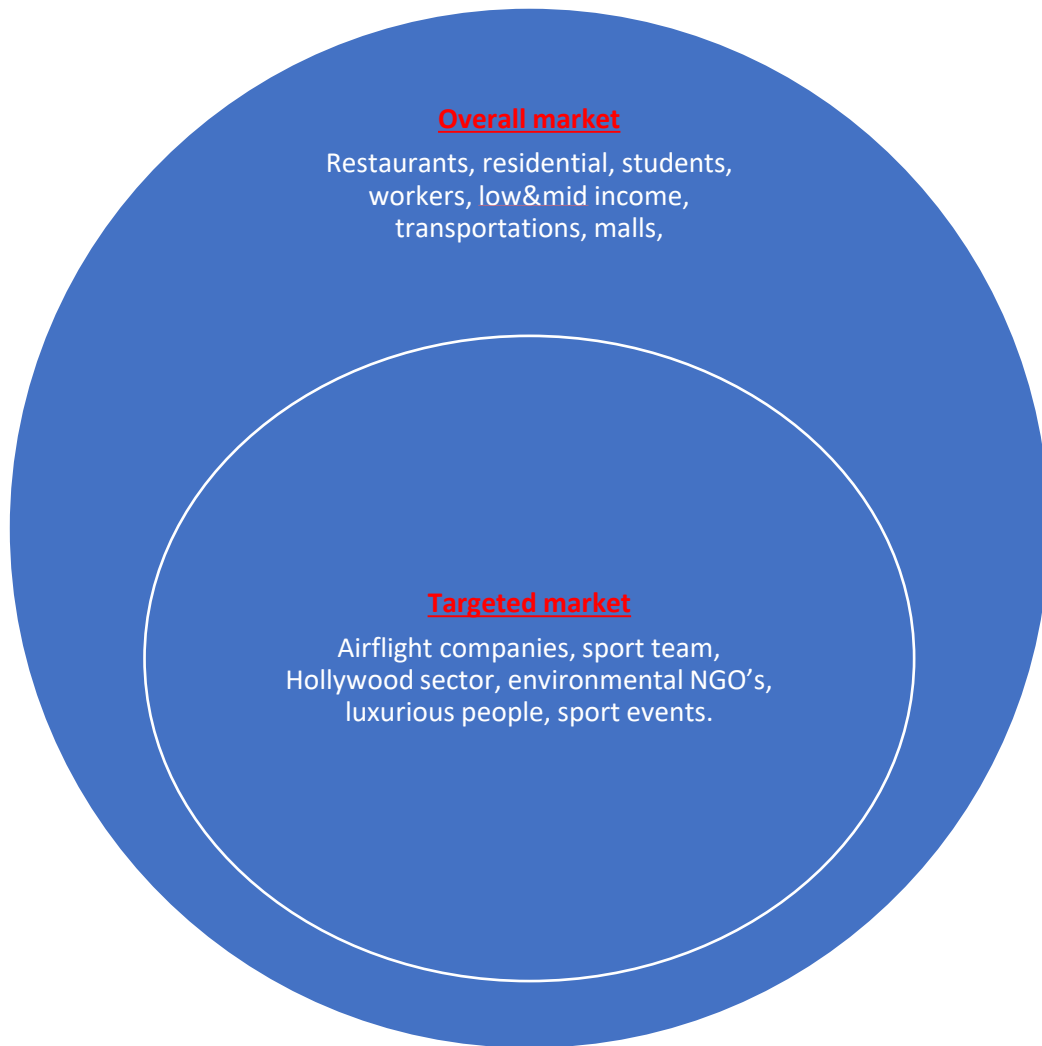 Overall market
Restaurants, residential, students,
workers, low&mid income,
transportations, malls,
Targeted market
Airflight companies, sport team,
Hollywood sector, environmental NGO’s,
luxurious people, sport events.